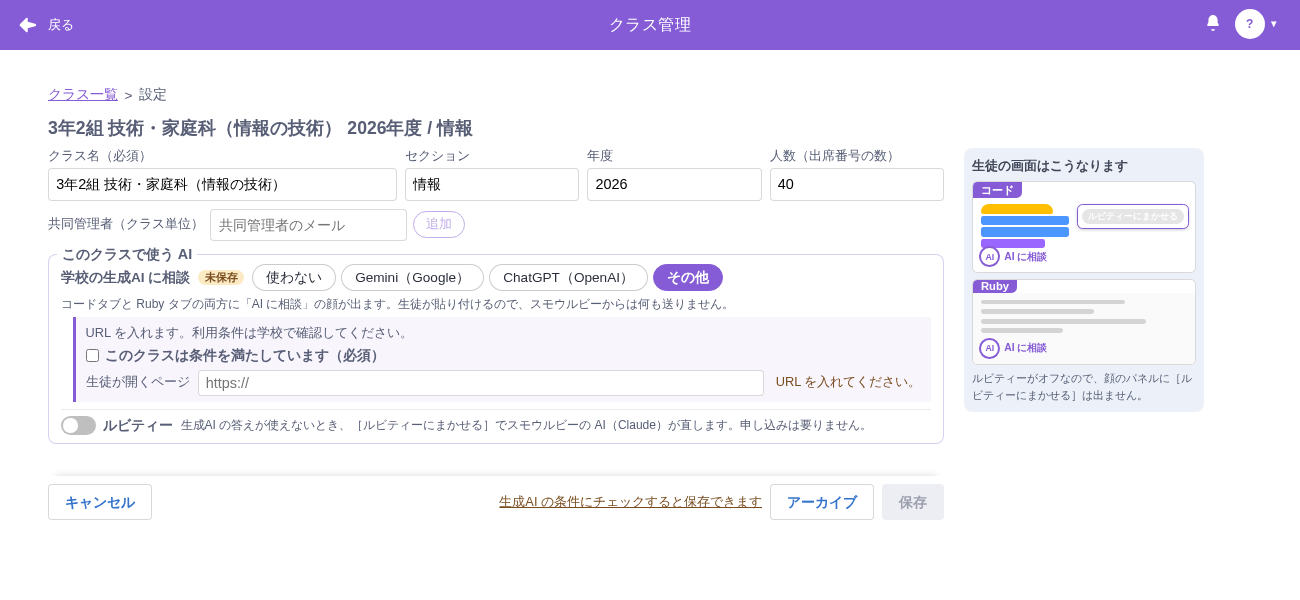 戻る
クラス管理
?
▼
クラス一覧 > 設定
3年2組 技術・家庭科（情報の技術） 2026年度 / 情報
クラス名（必須） セクション 年度 人数（出席番号の数）
3年2組 技術・家庭科（情報の技術） 情報 2026 40
共同管理者（クラス単位） 共同管理者のメール 追加
このクラスで使う AI
学校の生成AI に相談 未保存 使わない Gemini（Google） ChatGPT（OpenAI） その他
コードタブと Ruby タブの両方に「AI に相談」の顔が出ます。生徒が貼り付けるので、スモウルビーからは何も送りません。
URL を入れます。利用条件は学校で確認してください。
このクラスは条件を満たしています（必須）
生徒が開くページ https:// URL を入れてください。
ルビティー 生成AI の答えが使えないとき、［ルビティーにまかせる］でスモウルビーの AI（Claude）が直します。申し込みは要りません。
キャンセル 生成AI の条件にチェックすると保存できます アーカイブ 保存
生徒の画面はこうなります
コード
ルビティーにまかせる
AI AI に相談
Ruby
AI AI に相談
ルビティーがオフなので、顔のパネルに［ル
ビティーにまかせる］は出ません。